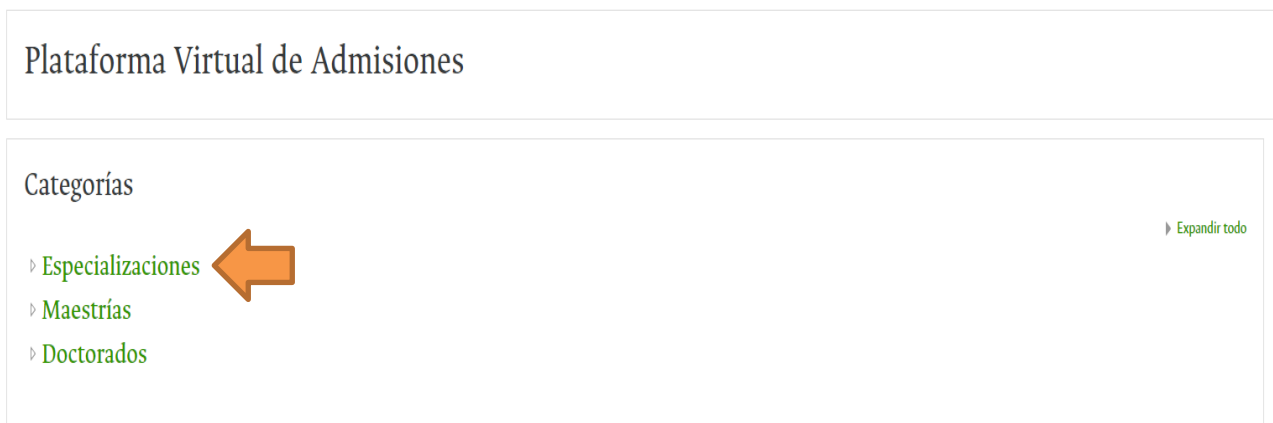 Plataforma Virtual de Admisiones
Categorías
Expandir todo
Especializaciones
Maestrías
Doctorados